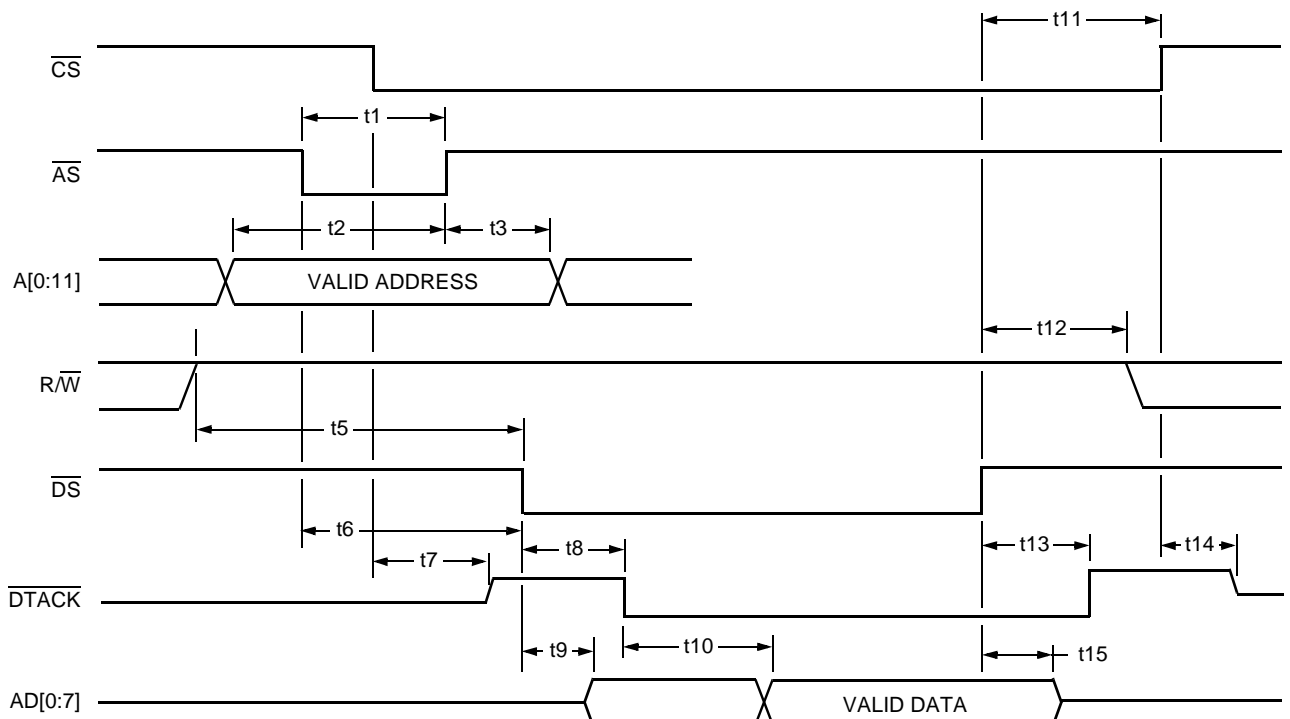 t11
CS
t1
AS
t2
t3
A[0:11]
VALID ADDRESS
t12
R/W
t5
DS
t6
t8
t13
t14
t7
DTACK
t9
t10
t15
AD[0:7]
VALID DATA